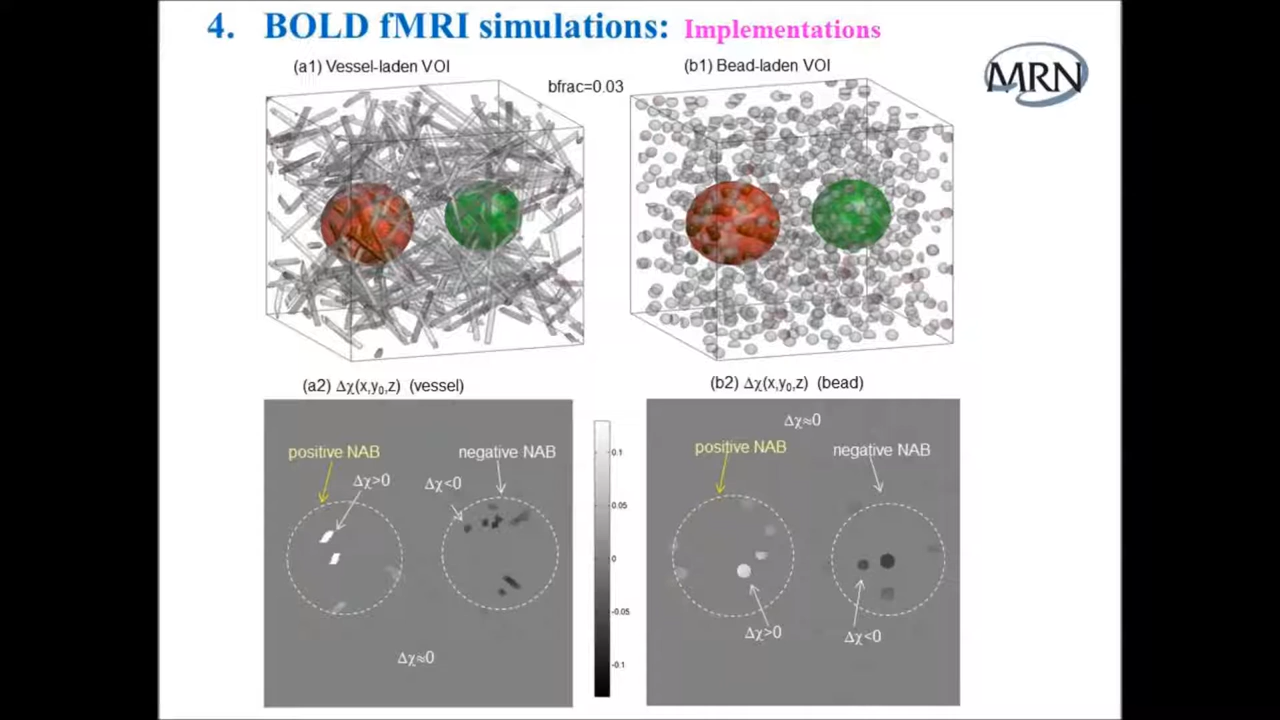 4. BOLD fMRI simulations: Implementations
MRN
(a1) Vessel-laden VOI
bfrac=0.03
(b1) Bead-laden VOI
(a2) Δχ(x,y₀,z) (vessel)
(b2) Δχ(x,y₀,z) (bead)
positive NAB
negative NAB
Δχ>0
Δχ<0
Δχ≈0
0.1
0.05
0
-0.05
-0.1
Δχ≈0
positive NAB
negative NAB
Δχ>0
Δχ<0